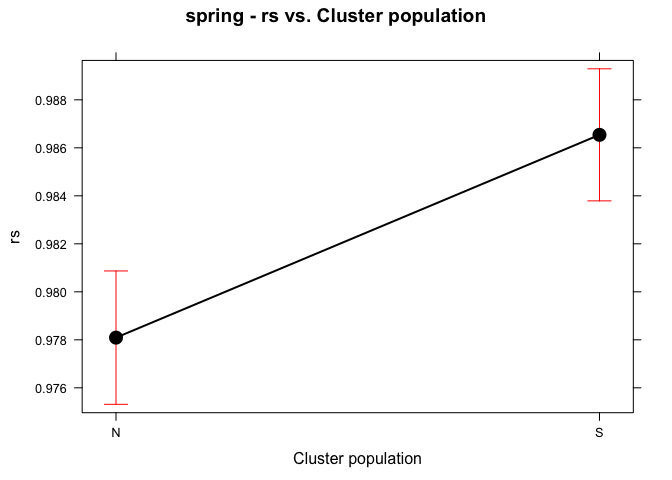 spring - rs vs. Cluster population
0.988
0.986
0.984
0.982
0.980
0.978
0.976
rs
N
S
Cluster population